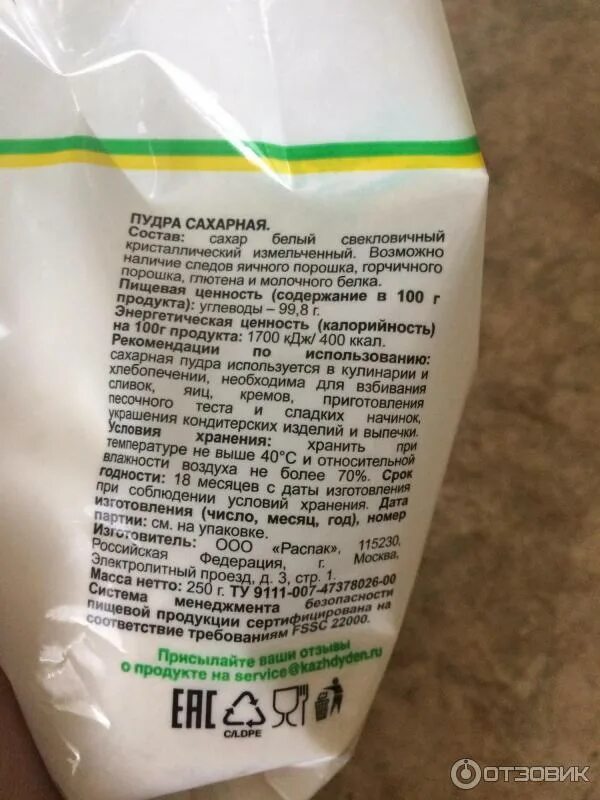 ПУДРА САХАРНАЯ.
Состав: сахар белый свекловичный
кристаллический измельченный. Возможно
наличие следов яичного порошка, горчичного
порошка, глютена и молочного белка.
Пищевая ценность (содержание в 100 г
продукта): углеводы – 99,8 г.
Энергетическая ценность (калорийность)
на 100г продукта: 1700 кДж/ 400 ккал.
Рекомендации по использованию:
сахарная пудра используется в кулинарии и
хлебопечении, необходима для взбивания
сливок, яиц, кремов, приготовления
песочного теста и сладких начинок,
украшения кондитерских изделий и выпечки.
Условия хранения: хранить при
температуре не выше 40°С и относительной
влажности воздуха не более 70%. Срок
годности: 18 месяцев с даты изготовления
при соблюдении условий хранения. Дата
изготовления (число, месяц, год), номер
партии: см. на упаковке.
Изготовитель: ООО «Распак», 115230,
Российская Федерация, г. Москва,
Электролитный проезд, д. 3, стр. 1.
Масса нетто: 250 г. ТУ 9111-007-47378026-00
Система менеджмента безопасности
пищевой продукции сертифицирована на
соответствие требованиям FSSC 22000.
Присылайте ваши отзывы
о продукте на service@kazhdyden.ru
ЕАС
C/LDPE
ОТЗОВИК